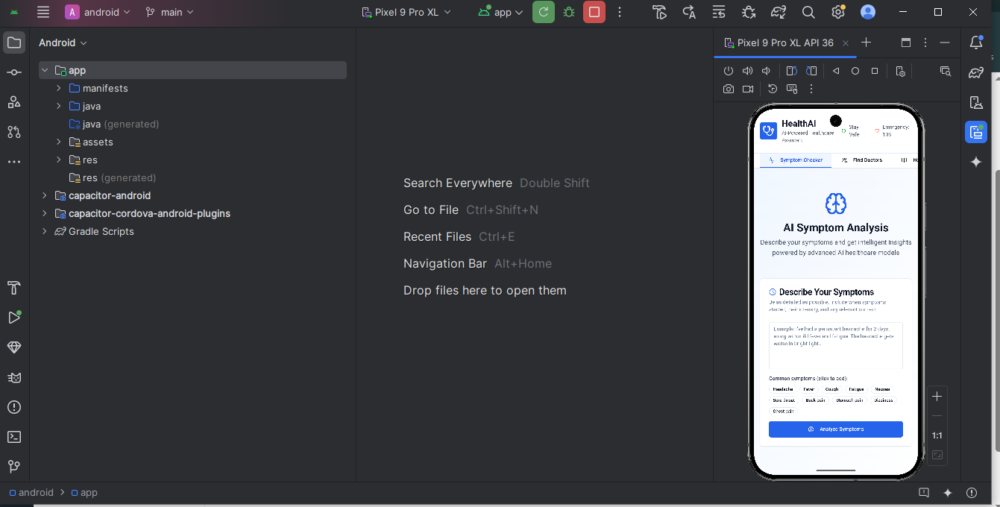 A android main Pixel 9 Pro XL app
Android
app
manifests
java
java (generated)
assets
res
res (generated)
capacitor-android
capacitor-cordova-android-plugins
Gradle Scripts
Search Everywhere Double Shift
Go to File Ctrl+Shift+N
Recent Files Ctrl+E
Navigation Bar Alt+Home
Drop files here to open them
Pixel 9 Pro XL API 36
HealthAI
AI-Powered Healthcare
Assistant
Stay
Safe
Emergency:
108
Symptom Checker Find Doctors
AI Symptom Analysis
Describe your symptoms and get intelligent insights
powered by advanced AI healthcare models
Describe Your Symptoms
Be as detailed as possible. Include when symptoms
started, their intensity, and any relevant context.
Example: I've had a persistent headache for 2 days,
along with mild fever and fatigue. The headache gets
worse in bright light...
Common symptoms (click to add):
Headache Fever Cough Fatigue Nausea
Sore throat Back pain Stomach pain Dizziness
Chest pain
Analyze Symptoms
1:1
android app